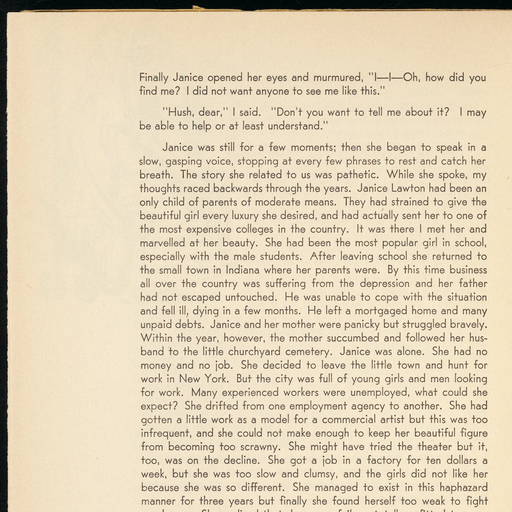 Finally Janice opened her eyes and murmured, "I—I—Oh, how did you
find me? I did not want anyone to see me like this."
"Hush, dear," I said. "Don't you want to tell me about it? I may
be able to help or at least understand."
Janice was still for a few moments; then she began to speak in a
slow, gasping voice, stopping at every few phrases to rest and catch her
breath. The story she related to us was pathetic. While she spoke, my
thoughts raced backwards through the years. Janice Lawton had been an
only child of parents of moderate means. They had strained to give the
beautiful girl every luxury she desired, and had actually sent her to one of
the most expensive colleges in the country. It was there I met her and
marvelled at her beauty. She had been the most popular girl in school,
especially with the male students. After leaving school she returned to
the small town in Indiana where her parents were. By this time business
all over the country was suffering from the depression and her father
had not escaped untouched. He was unable to cope with the situation
and fell ill, dying in a few months. He left a mortgaged home and many
unpaid debts. Janice and her mother were panicky but struggled bravely.
Within the year, however, the mother succumbed and followed her hus-
band to the little churchyard cemetery. Janice was alone. She had no
money and no job. She decided to leave the little town and hunt for
work in New York. But the city was full of young girls and men looking
for work. Many experienced workers were unemployed, what could she
expect? She drifted from one employment agency to another. She had
gotten a little work as a model for a commercial artist but this was too
infrequent, and she could not make enough to keep her beautiful figure
from becoming too scrawny. She might have tried the theater but it,
too, was on the decline. She got a job in a factory for ten dollars a
week, but she was too slow and clumsy, and the girls did not like her
because she was so different. She managed to exist in this haphazard
manner for three years but finally she found herself too weak to fight